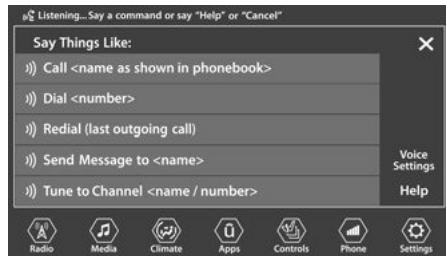 Listening... Say a command or say "Help" or "Cancel"
Say Things Like:
Call <name as shown in phonebook>
Dial <number>
Redial (last outgoing call)
Send Message to <name>
Tune to Channel <name / number>
Voice
Settings
Help
Radio
Media
Climate
Apps
Controls
Phone
Settings